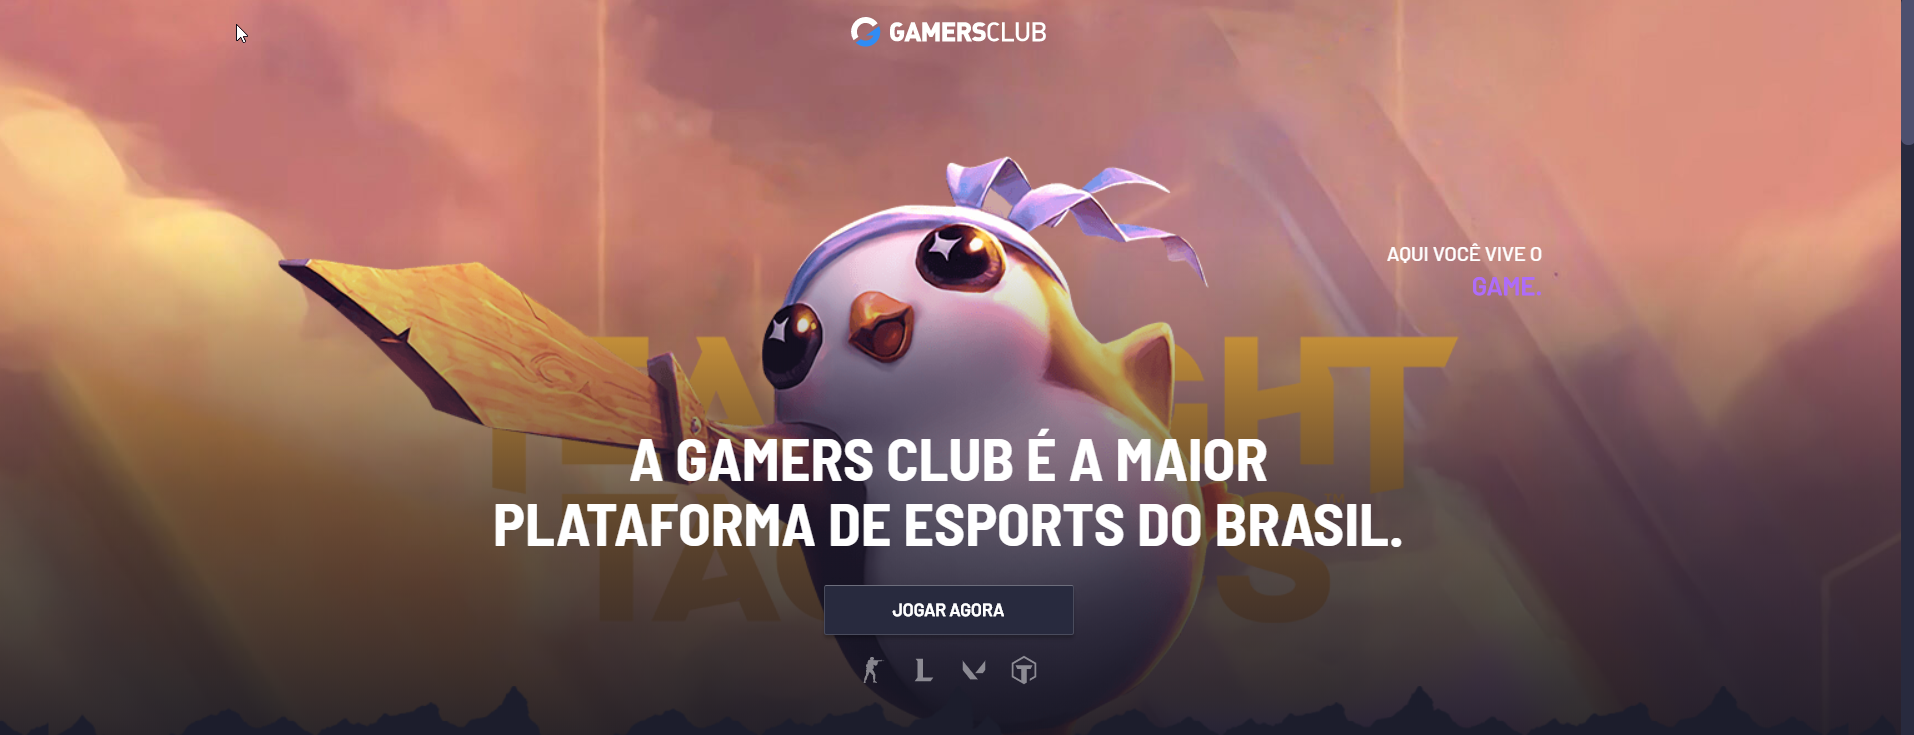 GAMERSCLUB
AQUI VOCÊ VIVE O
GAME.
A GAMERS CLUB É A MAIOR
PLATAFORMA DE ESPORTS DO BRASIL.
JOGAR AGORA